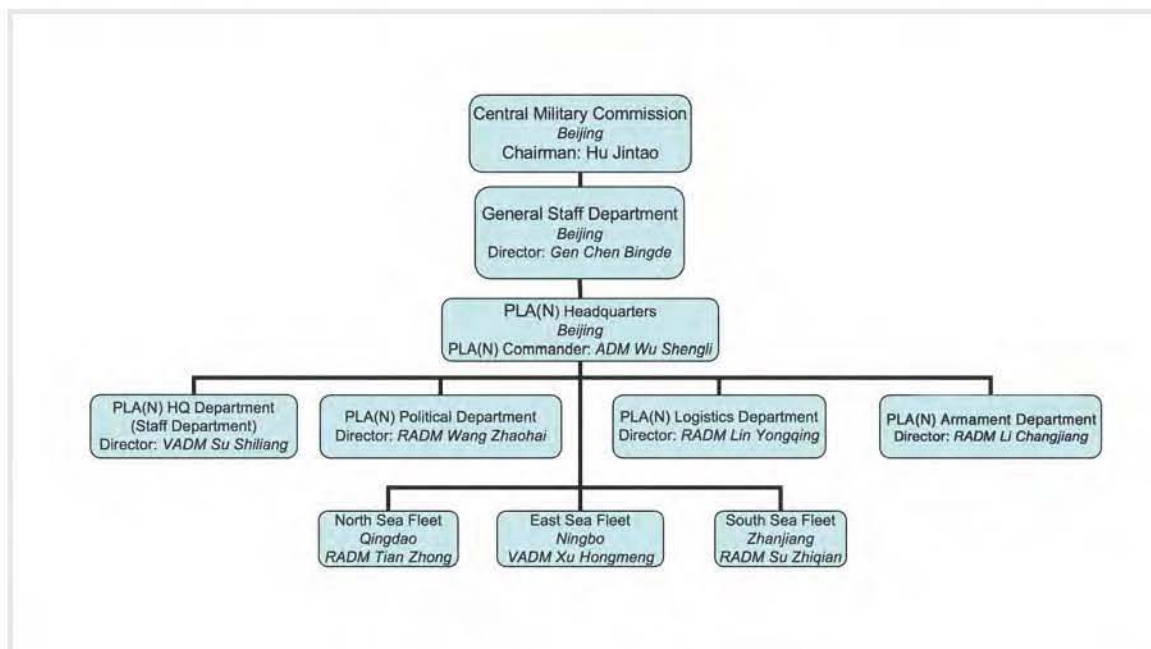 Central Military Commission
Beijing
Chairman: Hu Jintao
General Staff Department
Beijing
Director: Gen Chen Bingde
PLA(N) Headquarters
Beijing
PLA(N) Commander: ADM Wu Shengli
PLA(N) HQ Department
(Staff Department)
Director: VADM Su Shiliang
PLA(N) Political Department
Director: RADM Wang Zhaohai
PLA(N) Logistics Department
Director: RADM Lin Yongqing
PLA(N) Armament Department
Director: RADM Li Changjiang
North Sea Fleet
Qingdao
RADM Tian Zhong
East Sea Fleet
Ningbo
VADM Xu Hongmeng
South Sea Fleet
Zhanjiang
RADM Su Zhiqian